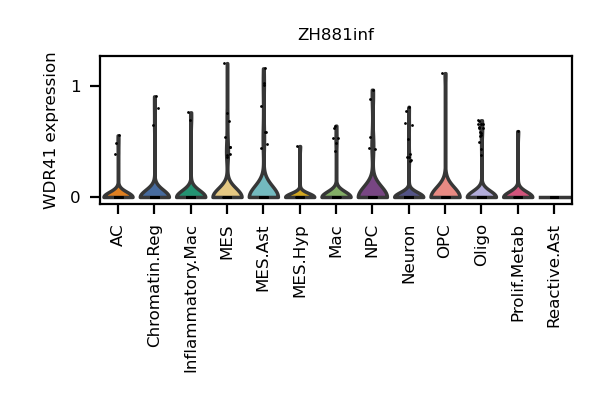 ZH881inf
WDR41 expression
1
0
AC
Chromatin.Reg
Inflammatory.Mac
MES
MES.Ast
MES.Hyp
Mac
NPC
Neuron
OPC
Oligo
Prolif.Metab
Reactive.Ast